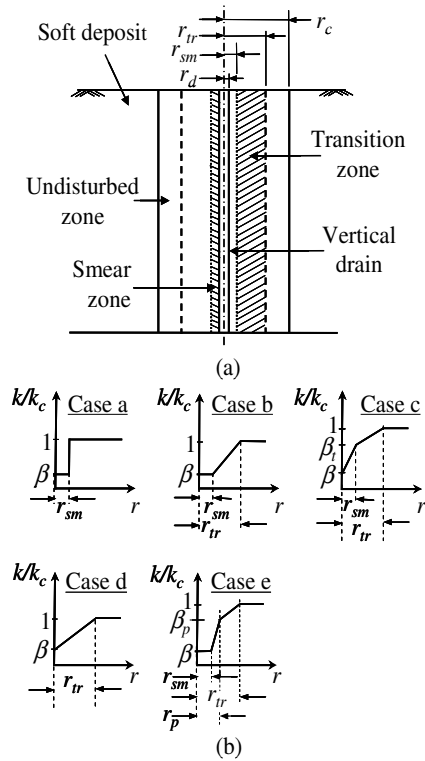 Soft deposit
r_c
r_tr
r_sm
r_d
Transition
zone
Undisturbed
zone
Vertical
drain
Smear
zone
(a)
k/k_c Case a
1
β
r_sm
r
k/k_c Case b
1
β
r_sm
r_tr
r
k/k_c Case c
1
β_t
β
r_sm
r_tr
r
k/k_c Case d
1
β
r_tr
r
k/k_c Case e
1
β_p
β
r_sm
r_tr
r_p
r
(b)